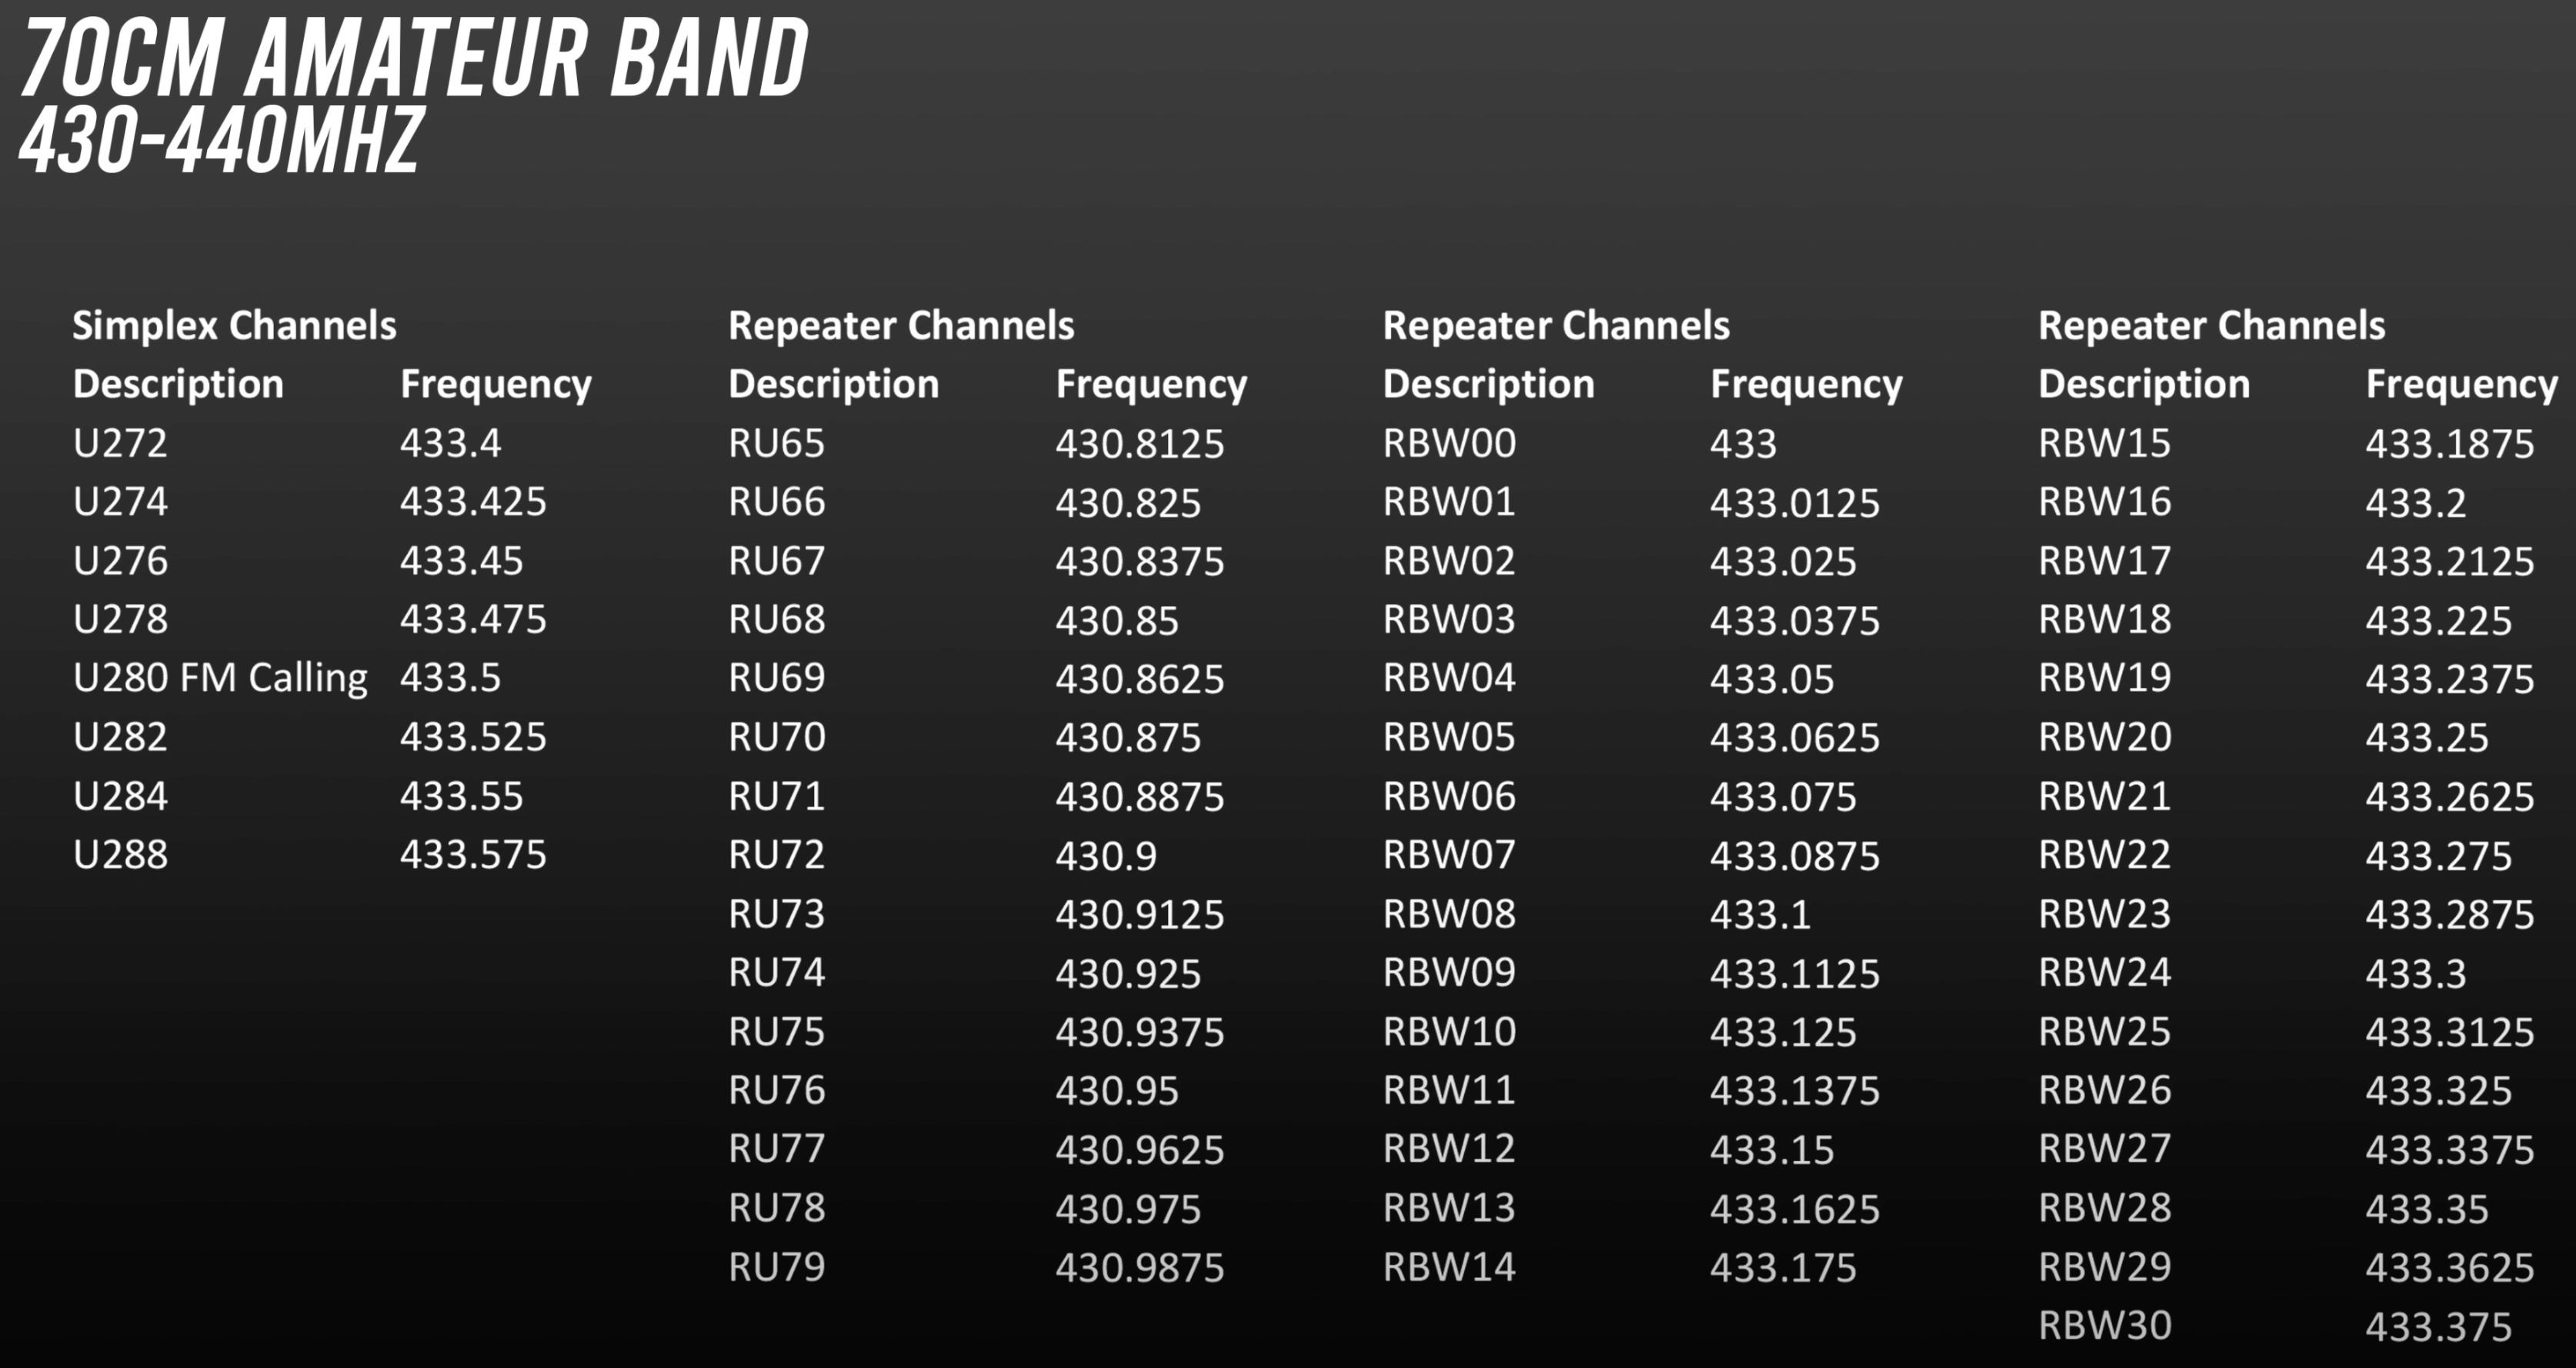 70CM AMATEUR BAND
430-440MHZ
Simplex Channels Repeater Channels Repeater Channels Repeater Channels
Description Frequency Description Frequency Description Frequency Description Frequency
U272 433.4 RU65 430.8125 RBW00 433 RBW15 433.1875
U274 433.425 RU66 430.825 RBW01 433.0125 RBW16 433.2
U276 433.45 RU67 430.8375 RBW02 433.025 RBW17 433.2125
U278 433.475 RU68 430.85 RBW03 433.0375 RBW18 433.225
U280 FM Calling 433.5 RU69 430.8625 RBW04 433.05 RBW19 433.2375
U282 433.525 RU70 430.875 RBW05 433.0625 RBW20 433.25
U284 433.55 RU71 430.8875 RBW06 433.075 RBW21 433.2625
U288 433.575 RU72 430.9 RBW07 433.0875 RBW22 433.275
RU73 430.9125 RBW08 433.1 RBW23 433.2875
RU74 430.925 RBW09 433.1125 RBW24 433.3
RU75 430.9375 RBW10 433.125 RBW25 433.3125
RU76 430.95 RBW11 433.1375 RBW26 433.325
RU77 430.9625 RBW12 433.15 RBW27 433.3375
RU78 430.975 RBW13 433.1625 RBW28 433.35
RU79 430.9875 RBW14 433.175 RBW29 433.3625
RBW30 433.375